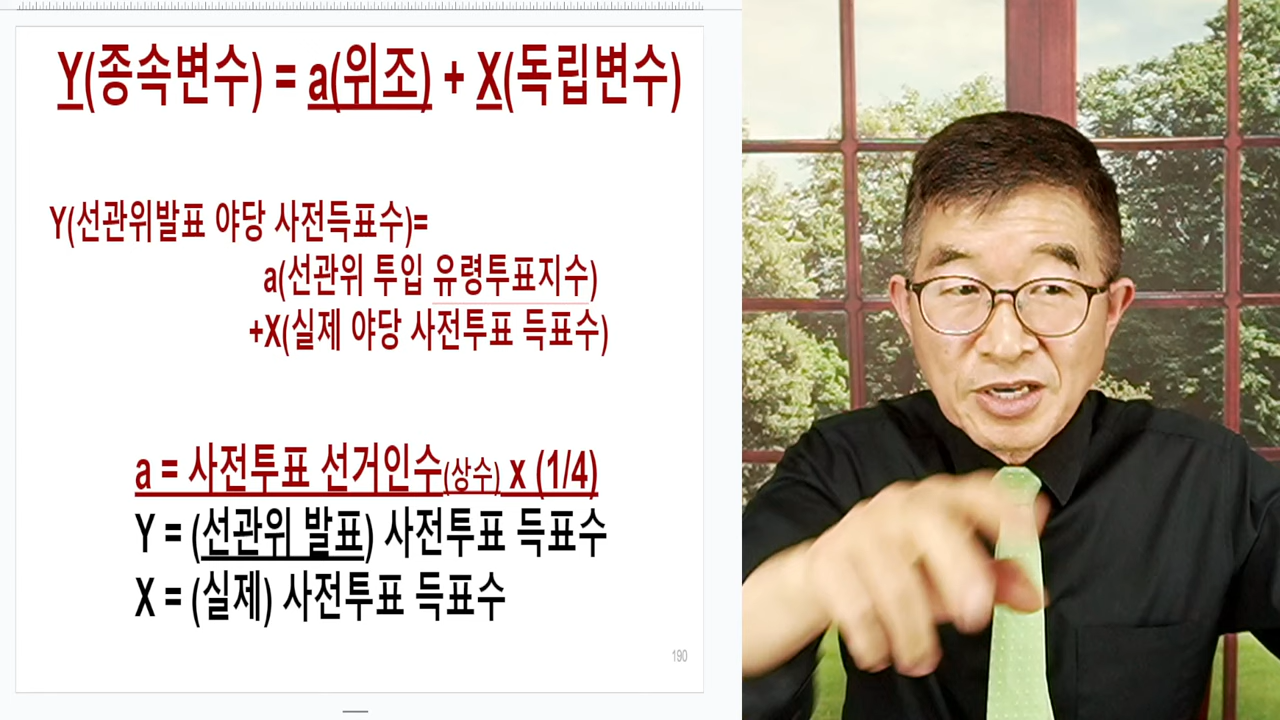 Y(종속변수) = a(위조) + X(독립변수)
Y(선관위발표 야당 사전득표수)=
a(선관위 투입 유령투표지수)
+X(실제 야당 사전투표 득표수)
a = 사전투표 선거인수(상수) x (1/4)
Y = (선관위 발표) 사전투표 득표수
X = (실제) 사전투표 득표수
190